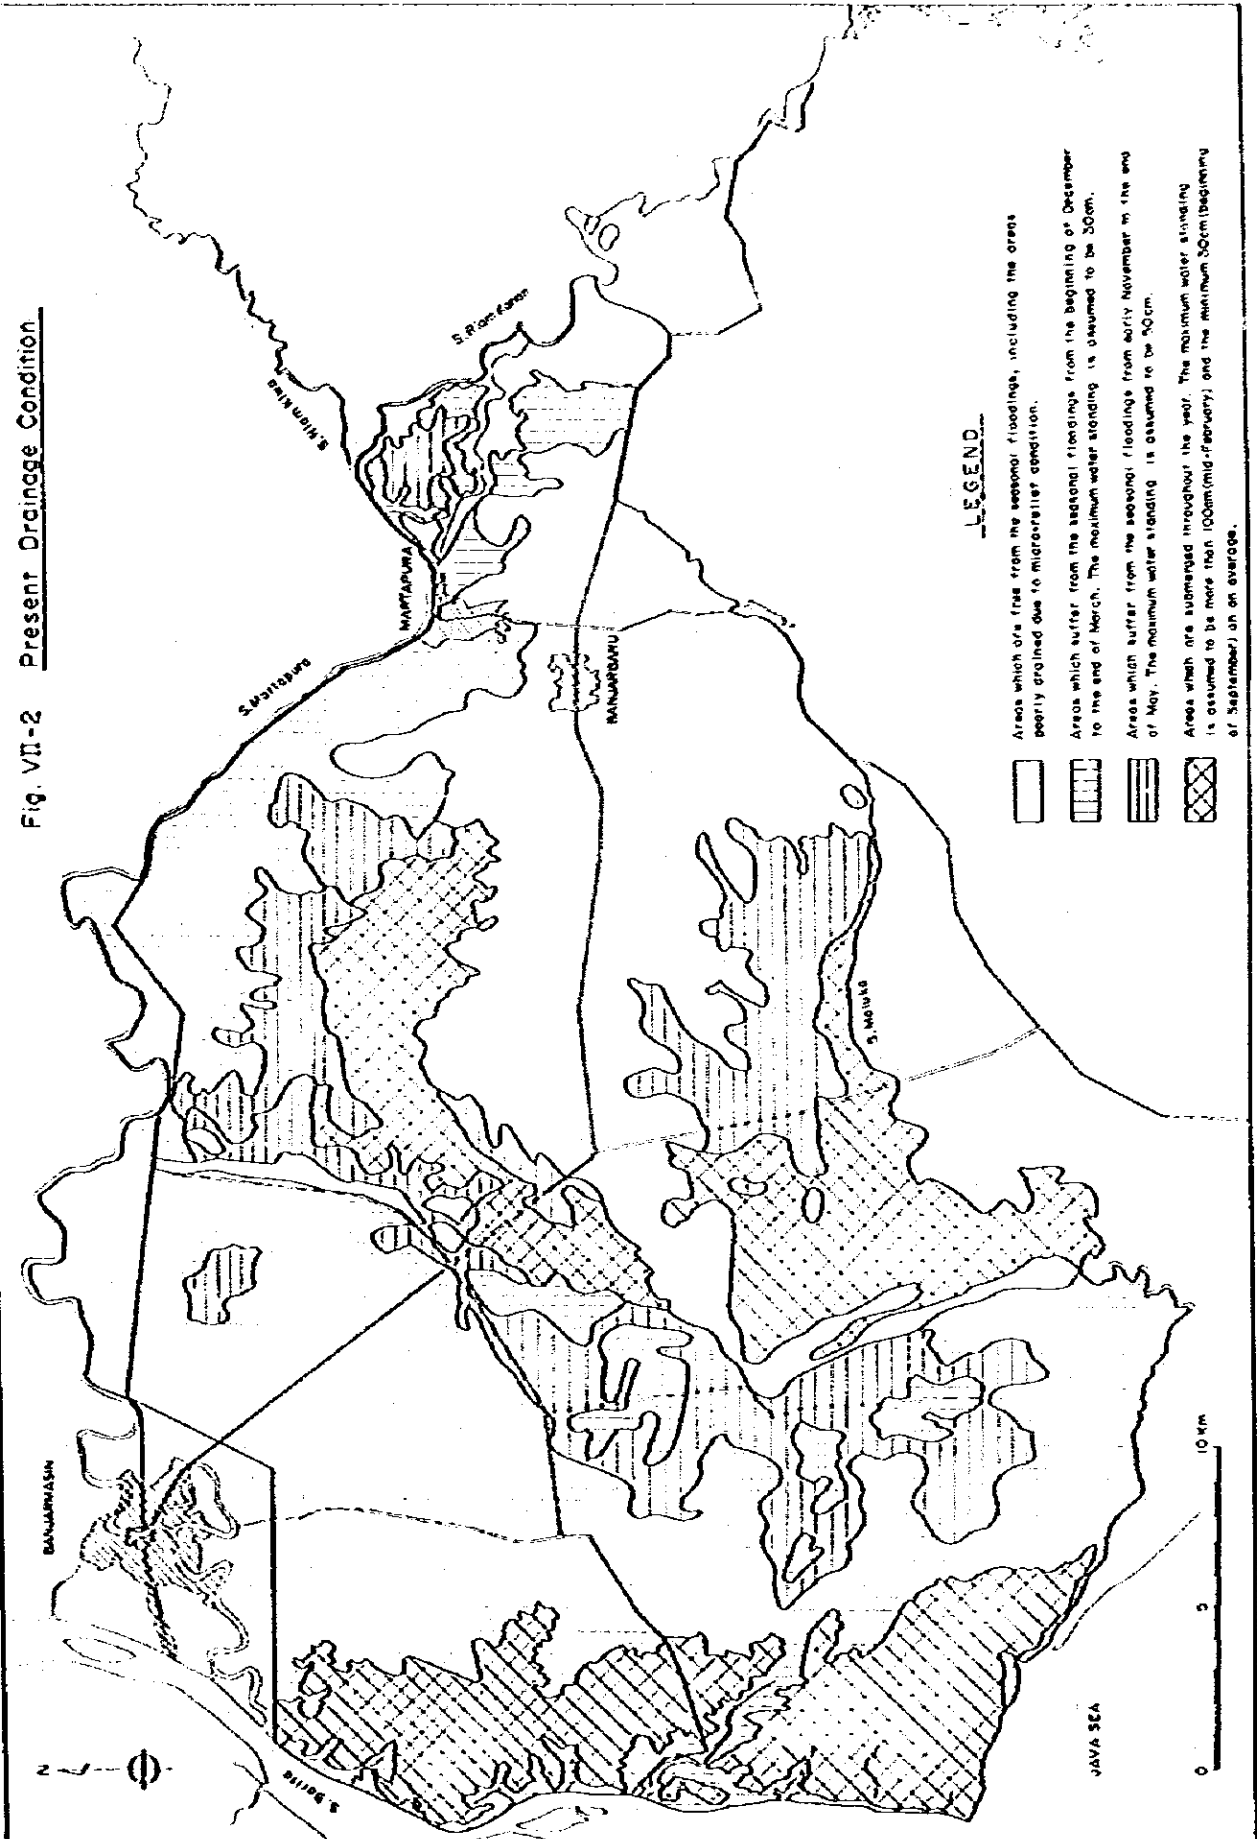 Fig. VII-2 Present Drainage Condition
N
BANJARMASIN
S. Barito
S. Martapura
MARTAPURA
S. Riam Kiwa
S. Riam Kanan
BANJARBARU
S. Maluka
JAVA SEA
0 5 10 Km
LEGEND
Areas which are free from the seasonal floodings, including the areas
poorly drained due to micro-relief condition.
Areas which suffer from the seasonal floodings from the beginning of December
to the end of March. The maximum water standing is assumed to be 30cm.
Areas which suffer from the seasonal floodings from early November to the end
of May. The maximum water standing is assumed to be 50cm.
Areas which are submerged throughout the year. The maximum water standing
is assumed to be more than 100cm (mid-February) and the minimum 30cm (beginning
of September) on an average.